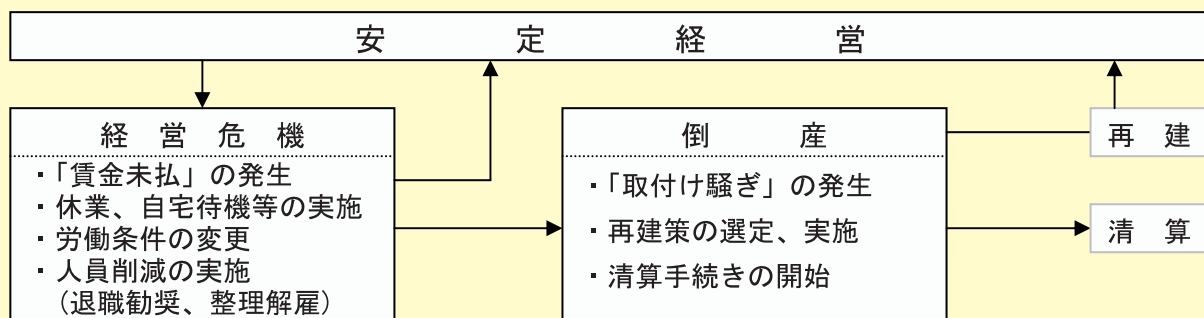 安定経営
経営危機
・「賃金未払」の発生
・休業、自宅待機等の実施
・労働条件の変更
・人員削減の実施
（退職勧奨、整理解雇）
倒産
・「取付け騒ぎ」の発生
・再建策の選定、実施
・清算手続きの開始
再建
清算